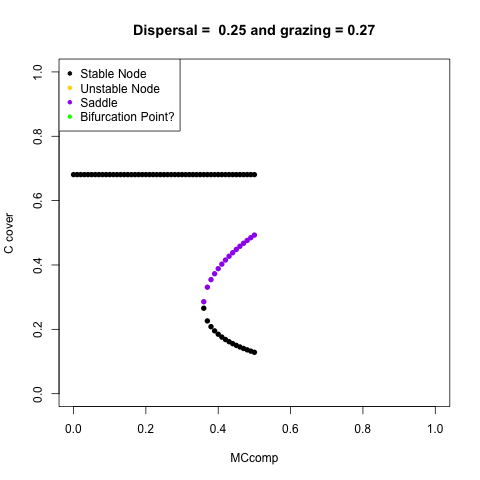 Dispersal =  0.25 and grazing = 0.27
Stable Node
Unstable Node
Saddle
Bifurcation Point?
1.0
0.8
0.6
0.4
0.2
0.0
C cover
0.0 0.2 0.4 0.6 0.8 1.0
MCcomp